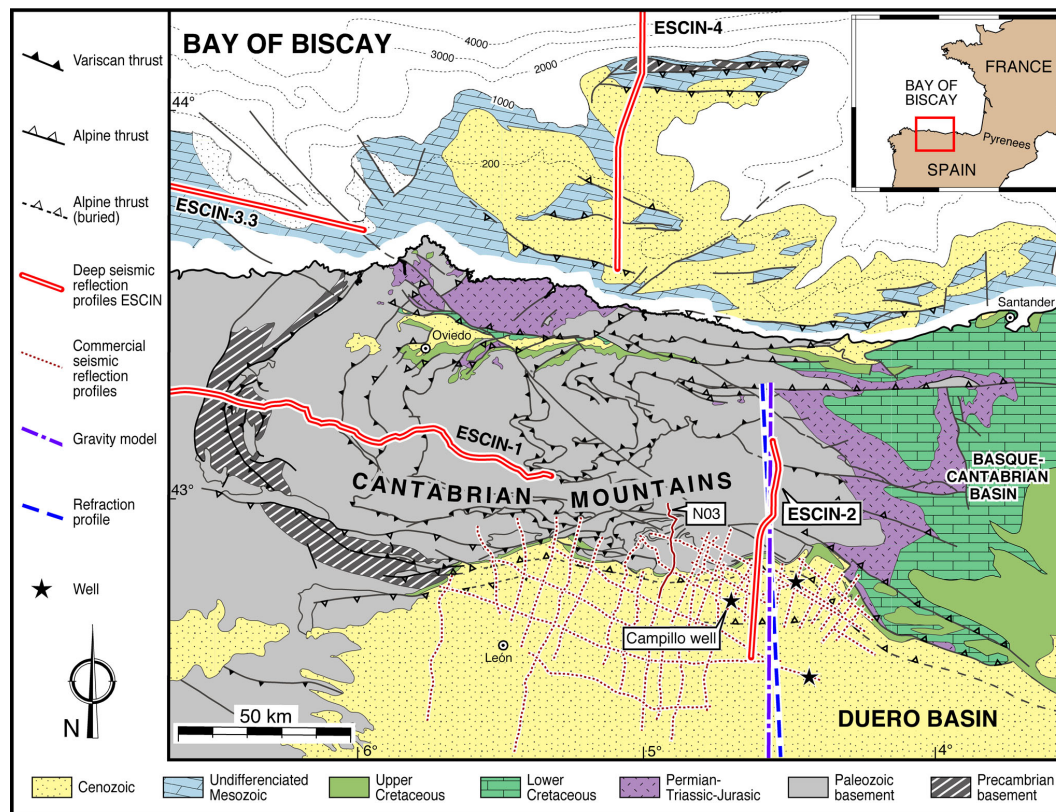 Variscan thrust
Alpine thrust
Alpine thrust
(buried)
Deep seismic
reflection
profiles ESCIN
Commercial
seismic
reflection
profiles
Gravity model
Refraction
profile
Well
N
BAY OF BISCAY
ESCIN-4
4000
3000
2000
1000
200
200
44°
43°
ESCIN-3.3
FRANCE
BAY OF
BISCAY
Pyrenees
SPAIN
Santander
Oviedo
ESCIN-1
CANTABRIAN MOUNTAINS
BASQUE-
CANTABRIAN
BASIN
N03
ESCIN-2
Campillo well
León
DUERO BASIN
50 km
6°
5°
4°
Cenozoic
Undifferenciated
Mesozoic
Upper
Cretaceous
Lower
Cretaceous
Permian-
Triassic-Jurasic
Paleozoic
basement
Precambrian
basement